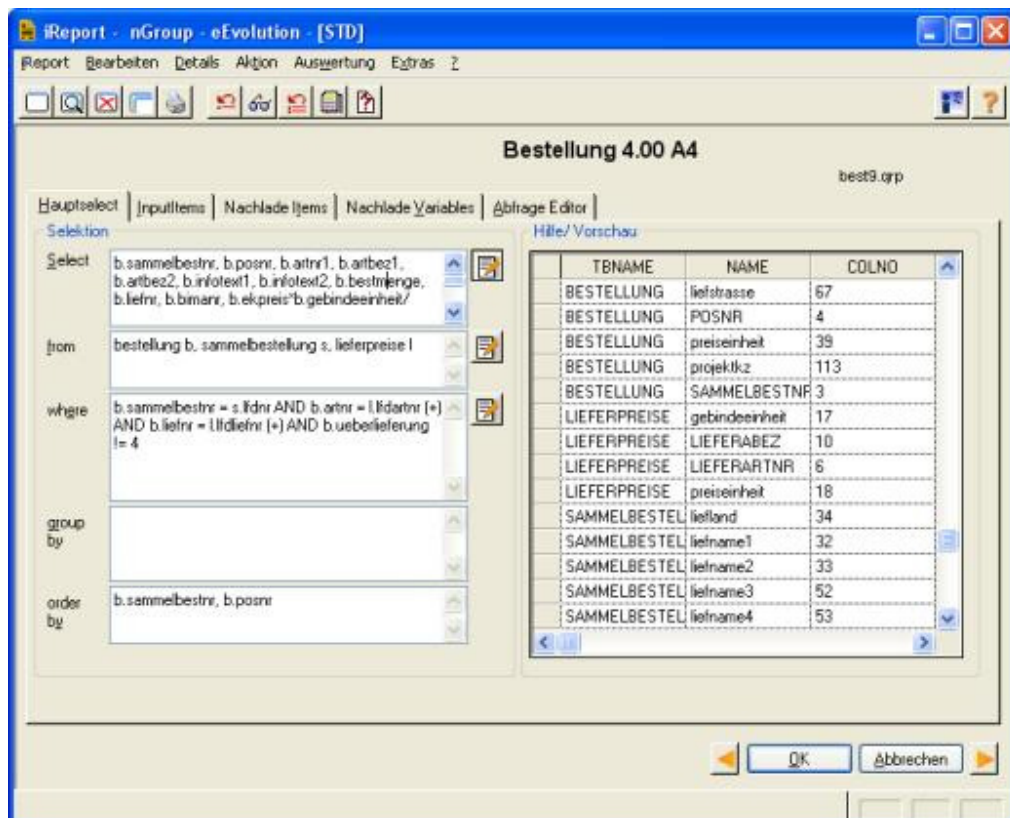 iReport - nGroup - eEvolution - [STD]
iReport Bearbeiten Details Aktion Auswertung Extras ?
Bestellung 4.00 A4
best9.qrp
Hauptselect InputItems Nachlade Items Nachlade Variables Abfrage Editor
Selektion
Select
b.sammelbestnr, b.posnr, b.artnr1, b.artbez1,
b.artbez2, b.infotext1, b.infotext2, b.bestmenge,
b.liefnr, b.bimanr, b.ekpreis*b.gebindeeinheit/
from
bestellung b, sammelbestellung s, lieferpreise l
where
b.sammelbestnr = s.lfdnr AND b.artnr = l.lfdartnr (+)
AND b.liefnr = l.lfdliefnr (+) AND b.ueberlieferung
!= 4
group
by
order
by
b.sammelbestnr, b.posnr
Hilfe/ Vorschau
TBNAME NAME COLNO
BESTELLUNG liefstrasse 67
BESTELLUNG POSNR 4
BESTELLUNG preiseinheit 39
BESTELLUNG projektkz 113
BESTELLUNG SAMMELBESTNR 3
LIEFERPREISE gebindeeinheit 17
LIEFERPREISE LIEFERABEZ 10
LIEFERPREISE LIEFERARTNR 6
LIEFERPREISE preiseinheit 18
SAMMELBESTEL liefland 34
SAMMELBESTEL liefname1 32
SAMMELBESTEL liefname2 33
SAMMELBESTEL liefname3 52
SAMMELBESTEL liefname4 53
OK Abbrechen